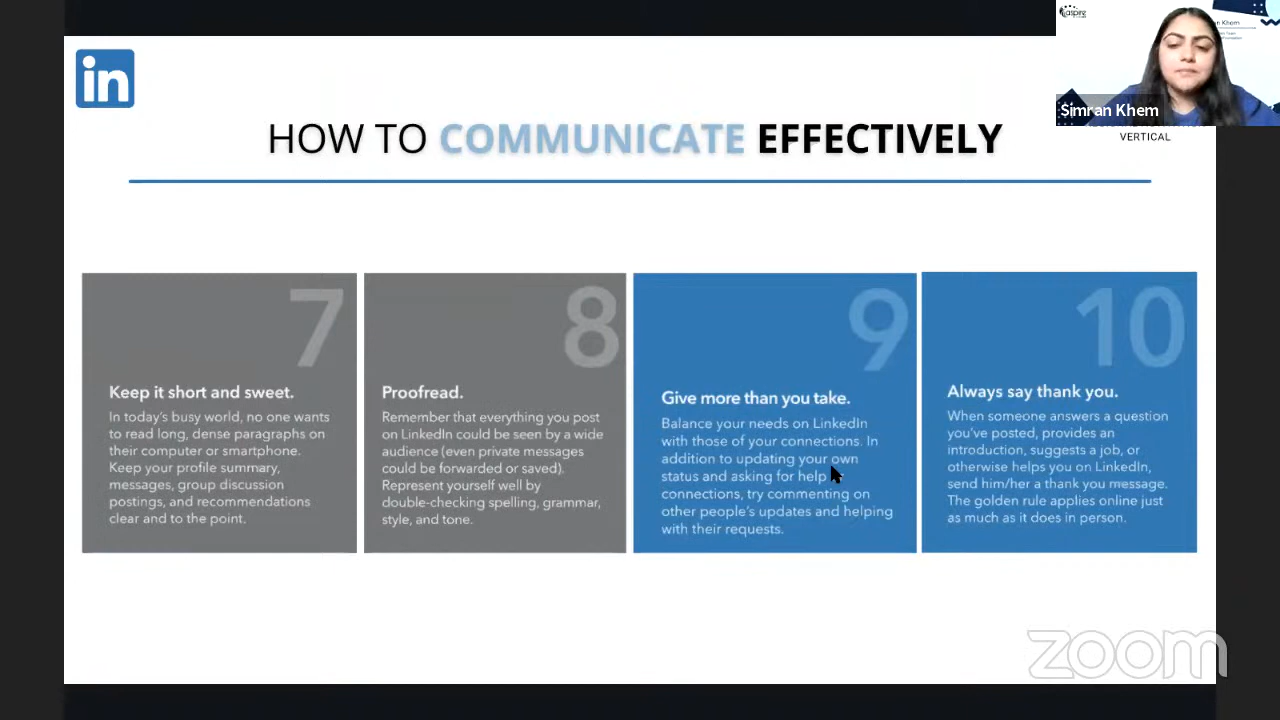 in
HOW TO COMMUNICATE EFFECTIVELY
aspire
Simran Khem
VERTICAL
7
Keep it short and sweet.
In today's busy world, no one wants
to read long, dense paragraphs on
their computer or smartphone.
Keep your profile summary,
messages, group discussion
postings, and recommendations
clear and to the point.
8
Proofread.
Remember that everything you post
on LinkedIn could be seen by a wide
audience (even private messages
could be forwarded or saved).
Represent yourself well by
double-checking spelling, grammar,
style, and tone.
9
Give more than you take.
Balance your needs on LinkedIn
with those of your connections. In
addition to updating your own
status and asking for help
connections, try commenting on
other people's updates and helping
with their requests.
10
Always say thank you.
When someone answers a question
you've posted, provides an
introduction, suggests a job, or
otherwise helps you on LinkedIn,
send him/her a thank you message.
The golden rule applies online just
as much as it does in person.
zoom